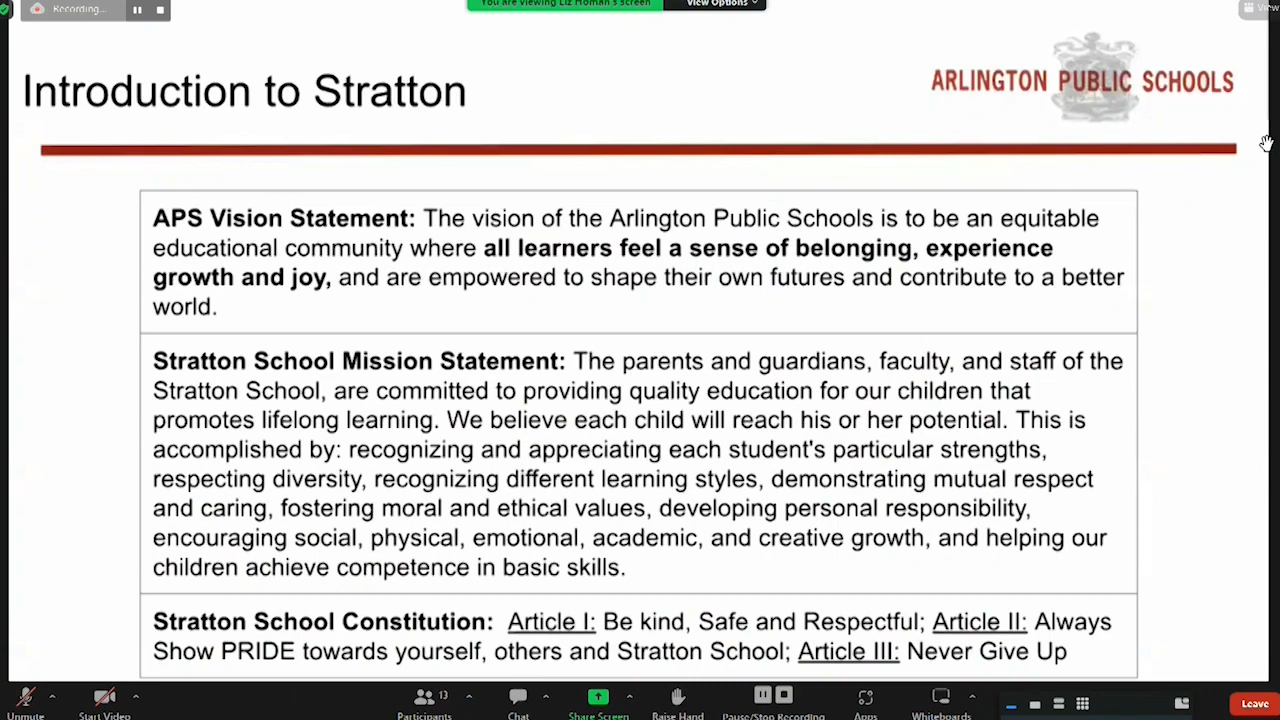 Recording...
You are viewing Liz Homan's screen
View Options
View
Introduction to Stratton
ARLINGTON PUBLIC SCHOOLS
APS Vision Statement: The vision of the Arlington Public Schools is to be an equitable
educational community where all learners feel a sense of belonging, experience
growth and joy, and are empowered to shape their own futures and contribute to a better
world.
Stratton School Mission Statement: The parents and guardians, faculty, and staff of the
Stratton School, are committed to providing quality education for our children that
promotes lifelong learning. We believe each child will reach his or her potential. This is
accomplished by: recognizing and appreciating each student's particular strengths,
respecting diversity, recognizing different learning styles, demonstrating mutual respect
and caring, fostering moral and ethical values, developing personal responsibility,
encouraging social, physical, emotional, academic, and creative growth, and helping our
children achieve competence in basic skills.
Stratton School Constitution: Article I: Be kind, Safe and Respectful; Article II: Always
Show PRIDE towards yourself, others and Stratton School; Article III: Never Give Up
13
Unmute Start Video Participants Chat Share Screen Raise Hand Pause/Stop Recording Apps Whiteboards Leave